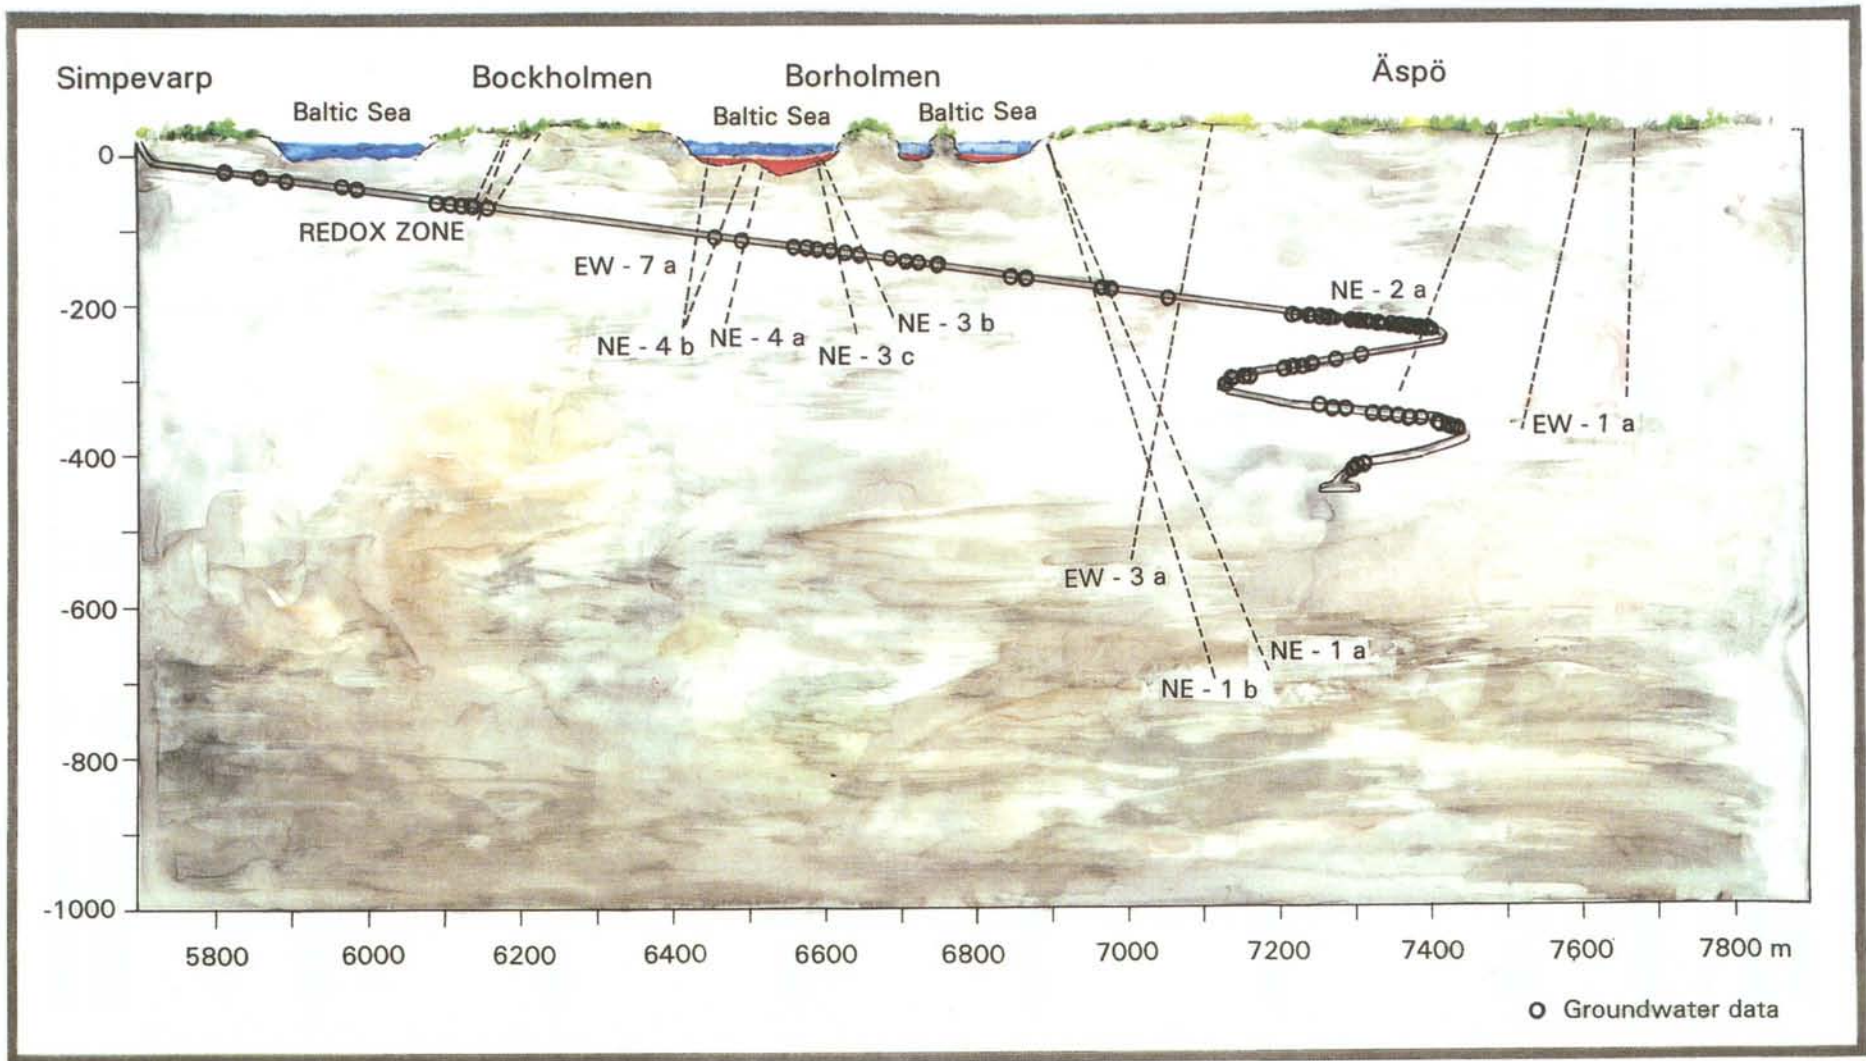 Simpevarp Bockholmen Borholmen Äspö
Baltic Sea Baltic Sea Baltic Sea
0
REDOX ZONE
EW - 7 a
NE - 2 a
-200
NE - 3 b
NE - 4 b NE - 4 a
NE - 3 c
EW - 1 a
-400
EW - 3 a
-600
NE - 1 a
NE - 1 b
-800
-1000
5800 6000 6200 6400 6600 6800 7000 7200 7400 7600 7800 m
o Groundwater data